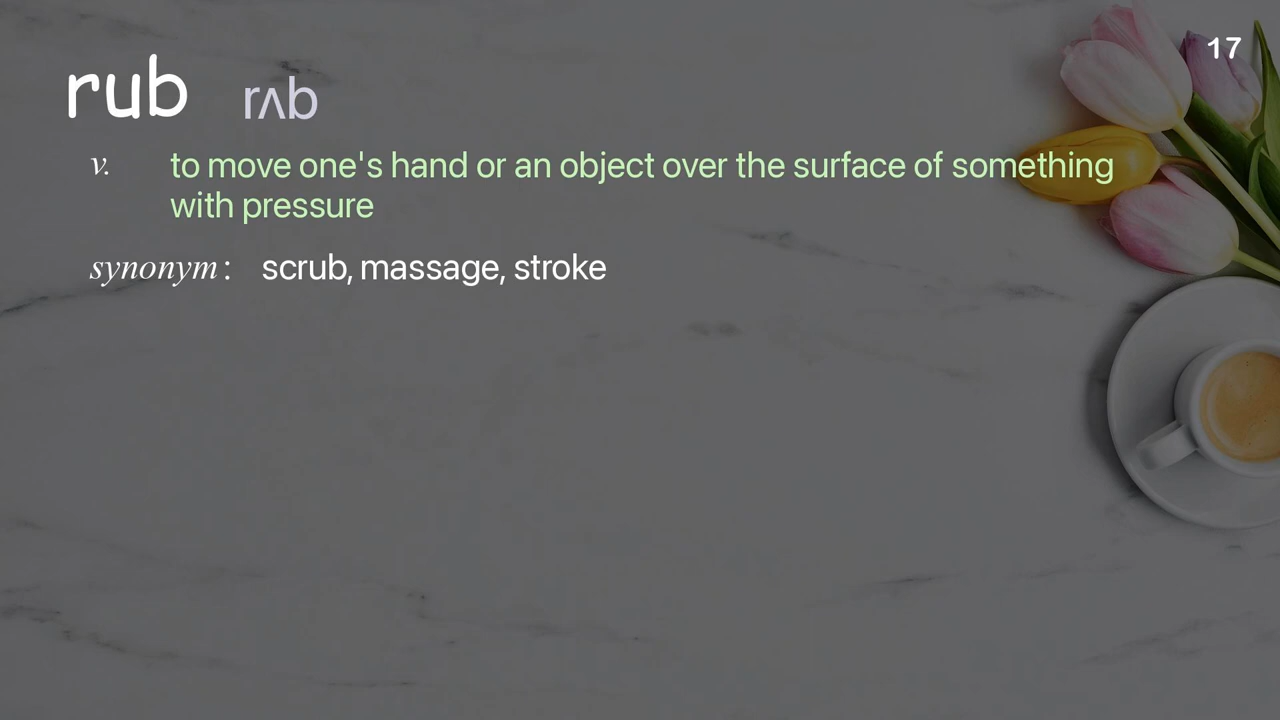 17
rub rʌb
v. to move one's hand or an object over the surface of something
with pressure
synonym: scrub, massage, stroke